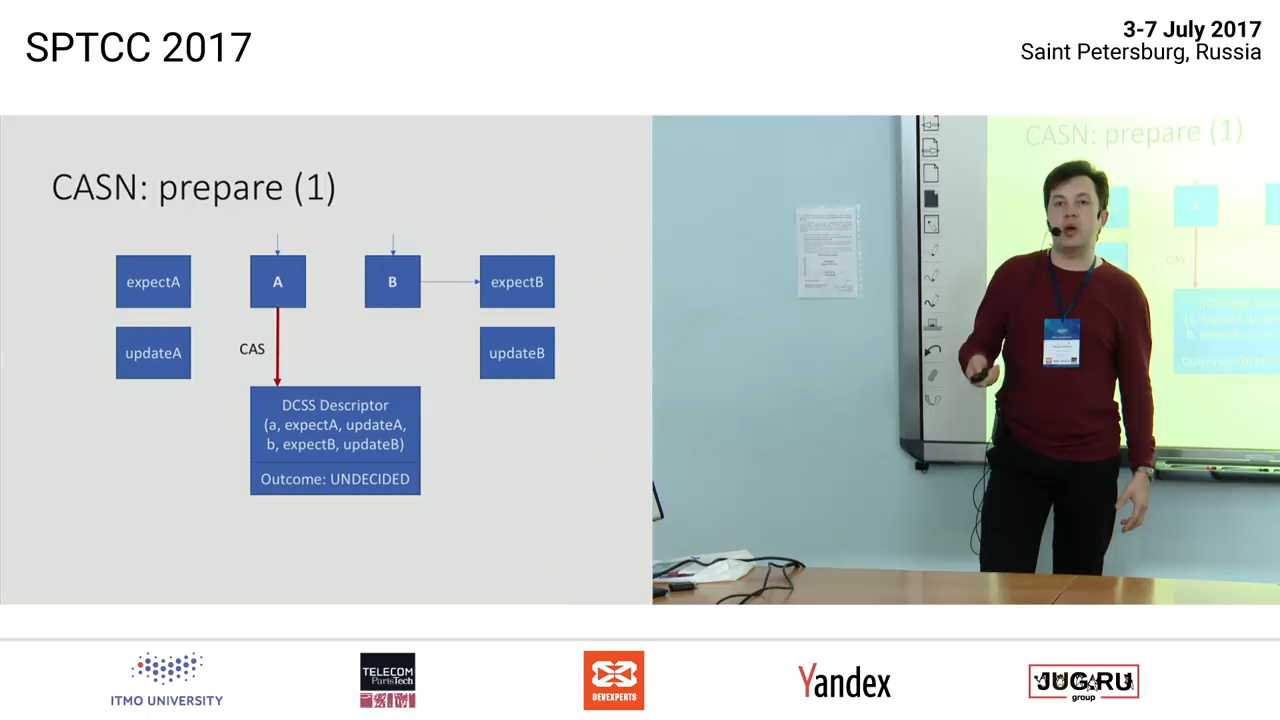 SPTCC 2017
3-7 July 2017
Saint Petersburg, Russia
CASN: prepare (1)
expectA
A
B
expectB
updateA
CAS
updateB
DCSS Descriptor
(a, expectA, updateA,
b, expectB, updateB)
Outcome: UNDECIDED
CASN: prepare (1)
CAS
ITMO UNIVERSITY
TELECOM
ParisTech
DEVEXPERTS
Yandex
JUG.RU
group